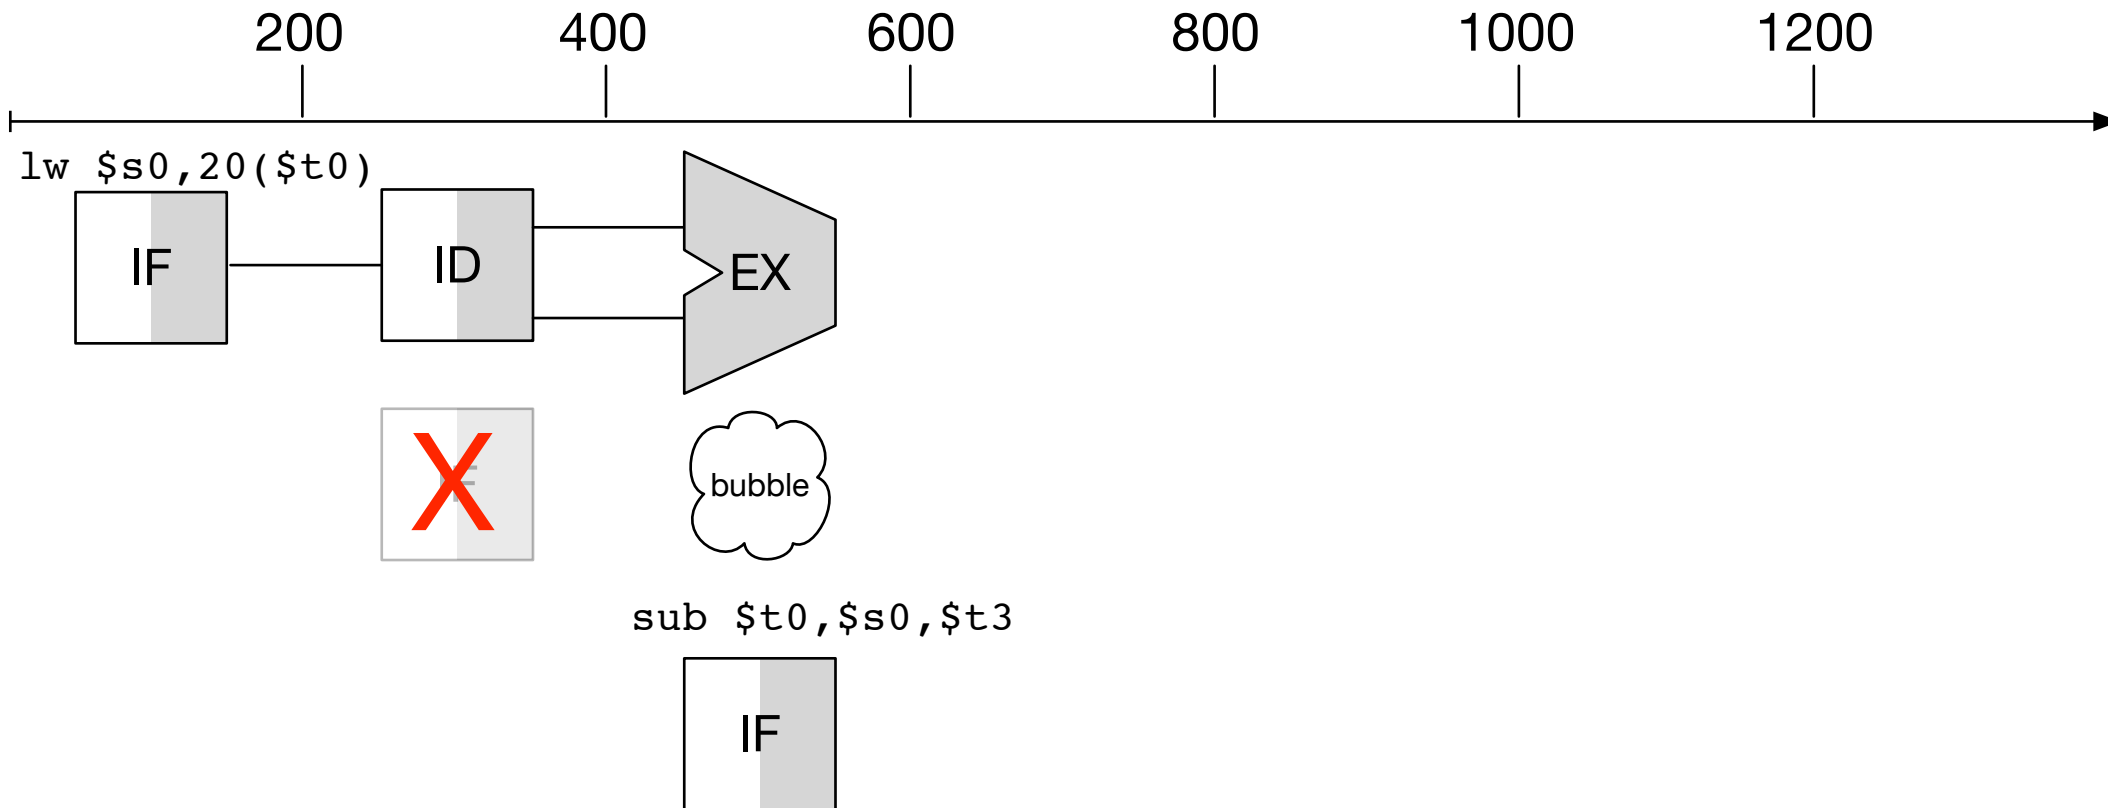 200 400 600 800 1000 1200
lw $s0,20($t0)
IF ID EX
X bubble
sub $t0,$s0,$t3
IF